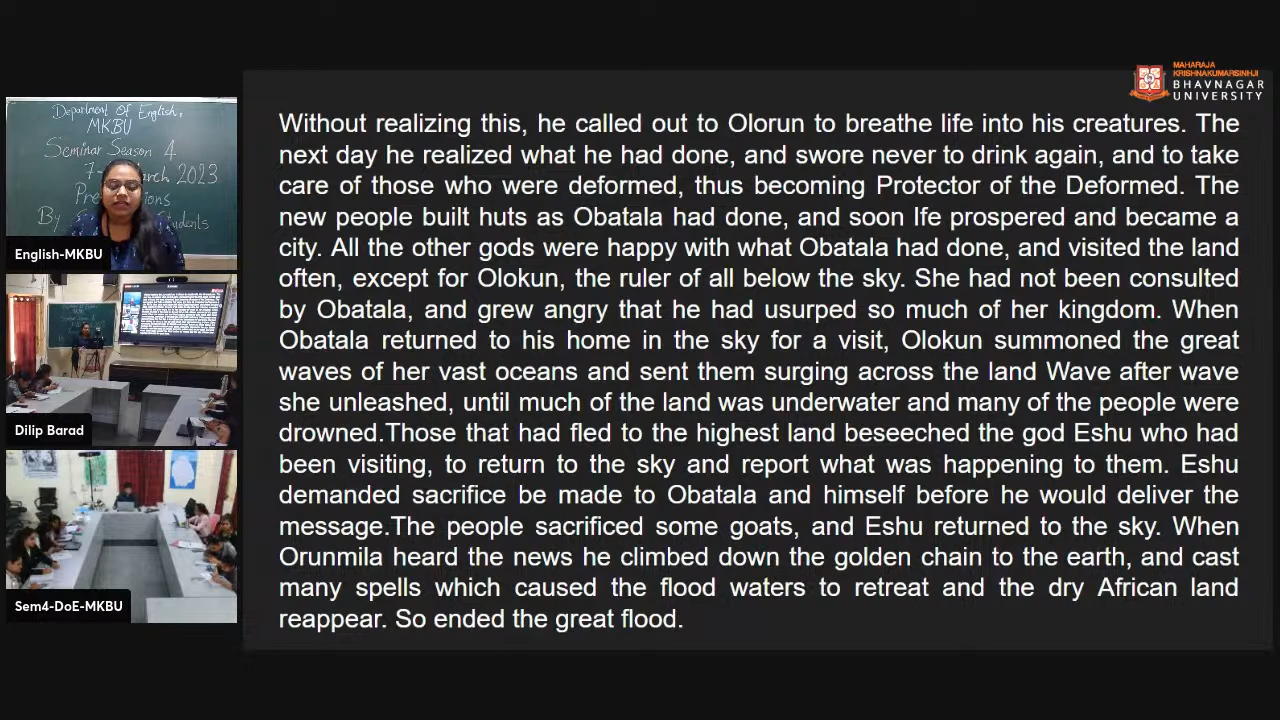 MAHARAJA
KRISHNAKUMARSINHJI
BHAVNAGAR
UNIVERSITY
Department Of English,
MKBU
Seminar Season 4
March 2023
By
English-MKBU
Dilip Barad
Sem4-DoE-MKBU
Without realizing this, he called out to Olorun to breathe life into his creatures. The
next day he realized what he had done, and swore never to drink again, and to take
care of those who were deformed, thus becoming Protector of the Deformed. The
new people built huts as Obatala had done, and soon Ife prospered and became a
city. All the other gods were happy with what Obatala had done, and visited the land
often, except for Olokun, the ruler of all below the sky. She had not been consulted
by Obatala, and grew angry that he had usurped so much of her kingdom. When
Obatala returned to his home in the sky for a visit, Olokun summoned the great
waves of her vast oceans and sent them surging across the land Wave after wave
she unleashed, until much of the land was underwater and many of the people were
drowned.Those that had fled to the highest land beseeched the god Eshu who had
been visiting, to return to the sky and report what was happening to them. Eshu
demanded sacrifice be made to Obatala and himself before he would deliver the
message.The people sacrificed some goats, and Eshu returned to the sky. When
Orunmila heard the news he climbed down the golden chain to the earth, and cast
many spells which caused the flood waters to retreat and the dry African land
reappear. So ended the great flood.